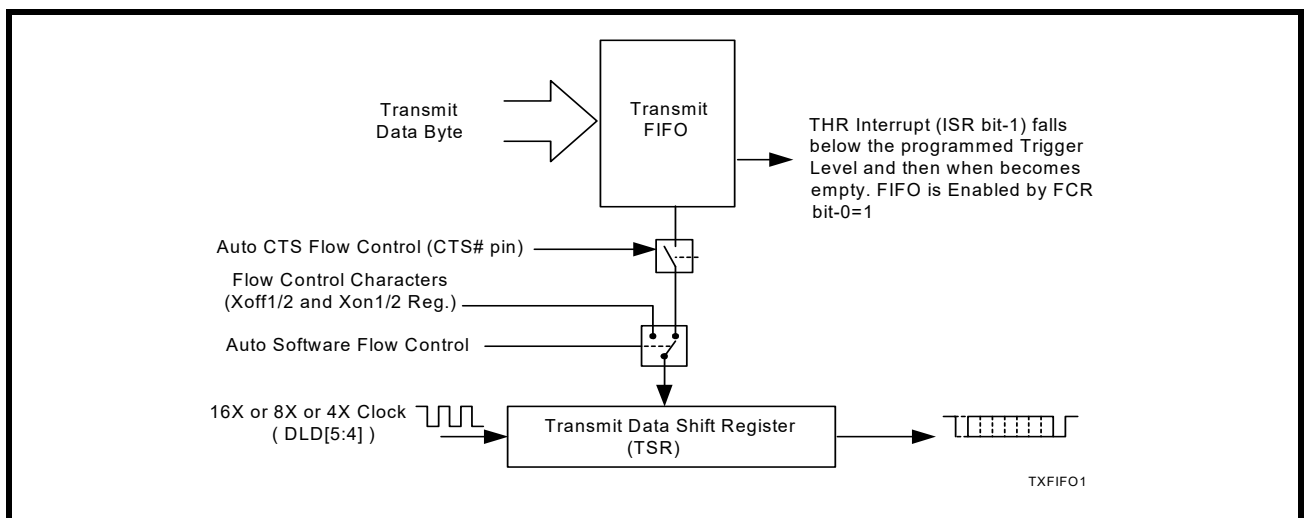 Transmit
Data Byte
Transmit
FIFO
THR Interrupt (ISR bit-1) falls
below the programmed Trigger
Level and then when becomes
empty. FIFO is Enabled by FCR
bit-0=1
Auto CTS Flow Control (CTS# pin)
Flow Control Characters
(Xoff1/2 and Xon1/2 Reg.)
Auto Software Flow Control
16X or 8X or 4X Clock
( DLD[5:4] )
Transmit Data Shift Register
(TSR)
TXFIFO1